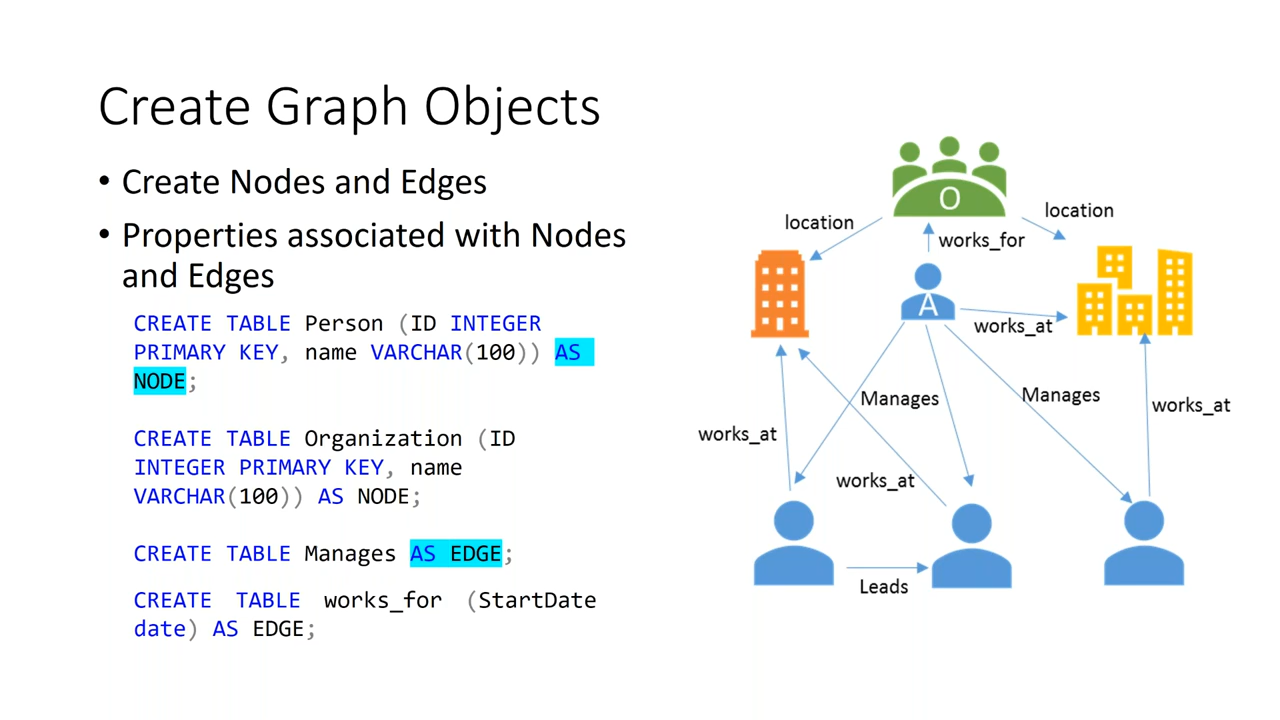 Create Graph Objects
• Create Nodes and Edges
• Properties associated with Nodes
and Edges
CREATE TABLE Person (ID INTEGER
PRIMARY KEY, name VARCHAR(100)) AS
NODE;
CREATE TABLE Organization (ID
INTEGER PRIMARY KEY, name
VARCHAR(100)) AS NODE;
CREATE TABLE Manages AS EDGE;
CREATE TABLE works_for (StartDate
date) AS EDGE;
O
location
location
works_for
A
works_at
Manages
Manages
works_at
works_at
works_at
Leads